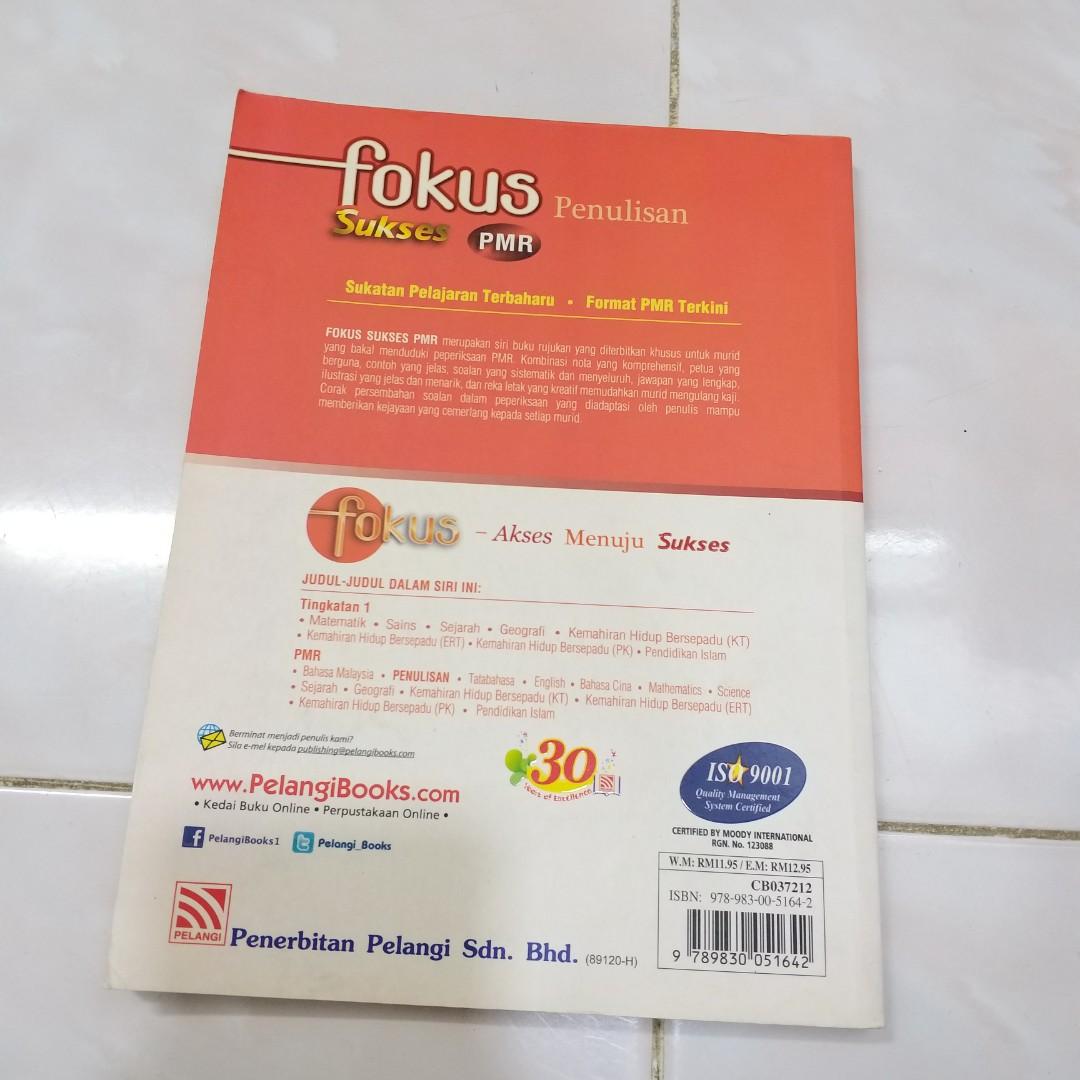 fokus
Sukses
PMR
Penulisan
Sukatan Pelajaran Terbaharu • Format PMR Terkini
FOKUS SUKSES PMR merupakan siri buku rujukan yang diterbitkan khusus untuk murid
yang bakal menduduki peperiksaan PMR. Kombinasi nota yang komprehensif, petua yang
berguna, contoh yang jelas, soalan yang sistematik dan menyeluruh, jawapan yang lengkap,
ilustrasi yang jelas dan menarik, dan reka letak yang kreatif memudahkan murid mengulang kaji.
Corak persembahan soalan dalam peperiksaan yang diadaptasi oleh penulis mampu
memberikan kejayaan yang cemerlang kepada setiap murid.
fokus – Akses Menuju Sukses
JUDUL-JUDUL DALAM SIRI INI:
Tingkatan 1
• Matematik • Sains • Sejarah • Geografi • Kemahiran Hidup Bersepadu (KT)
• Kemahiran Hidup Bersepadu (ERT) • Kemahiran Hidup Bersepadu (PK) • Pendidikan Islam
PMR
• Bahasa Malaysia • PENULISAN • Tatabahasa • English • Bahasa Cina • Mathematics • Science
• Sejarah • Geografi • Kemahiran Hidup Bersepadu (KT) • Kemahiran Hidup Bersepadu (ERT)
• Kemahiran Hidup Bersepadu (PK) • Pendidikan Islam
Berminat menjadi penulis kami?
Sila e-mel kepada publishing@pelangibooks.com
www.PelangiBooks.com
• Kedai Buku Online • Perpustakaan Online •
f PelangiBooks1 Pelangi_Books
30
Years of Excellence
ISO 9001
Quality Management
System Certified
CERTIFIED BY MOODY INTERNATIONAL
RGN. No. 123088
W.M: RM11.95 / E.M: RM12.95
CB037212
ISBN: 978-983-00-5164-2
9 789830 051642
PELANGI
Penerbitan Pelangi Sdn. Bhd. (89120-H)